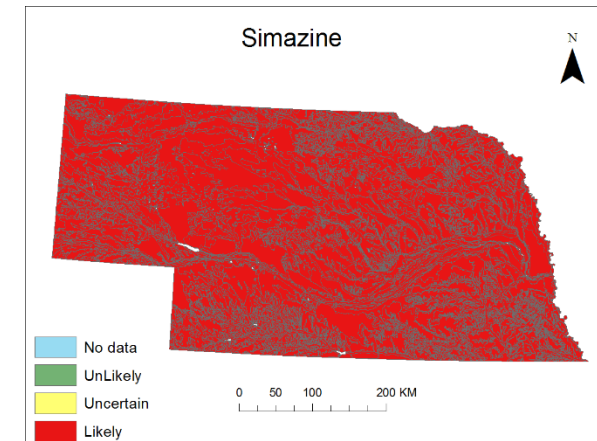 Simazine
N
No data
UnLikely
Uncertain
Likely
0 50 100 200 KM